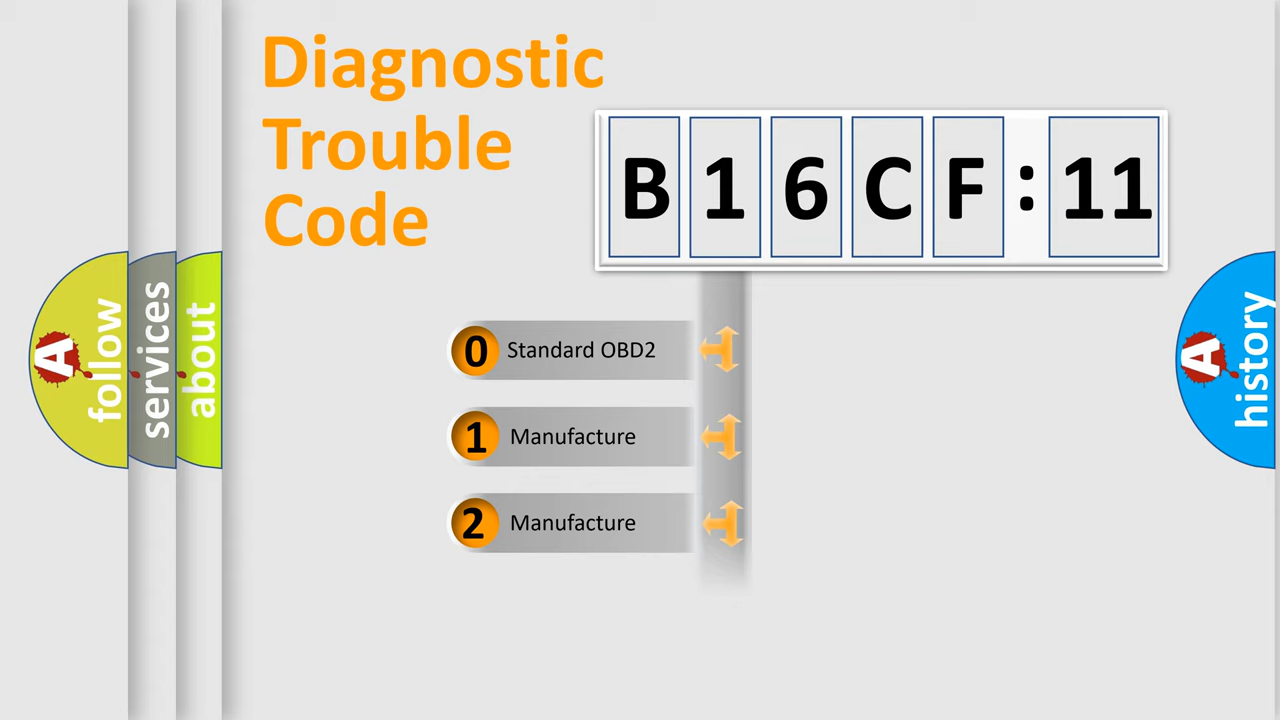 Diagnostic
Trouble
Code
B 1 6 C F : 11
0 Standard OBD2
1 Manufacture
2 Manufacture
A follow
services
about
A history